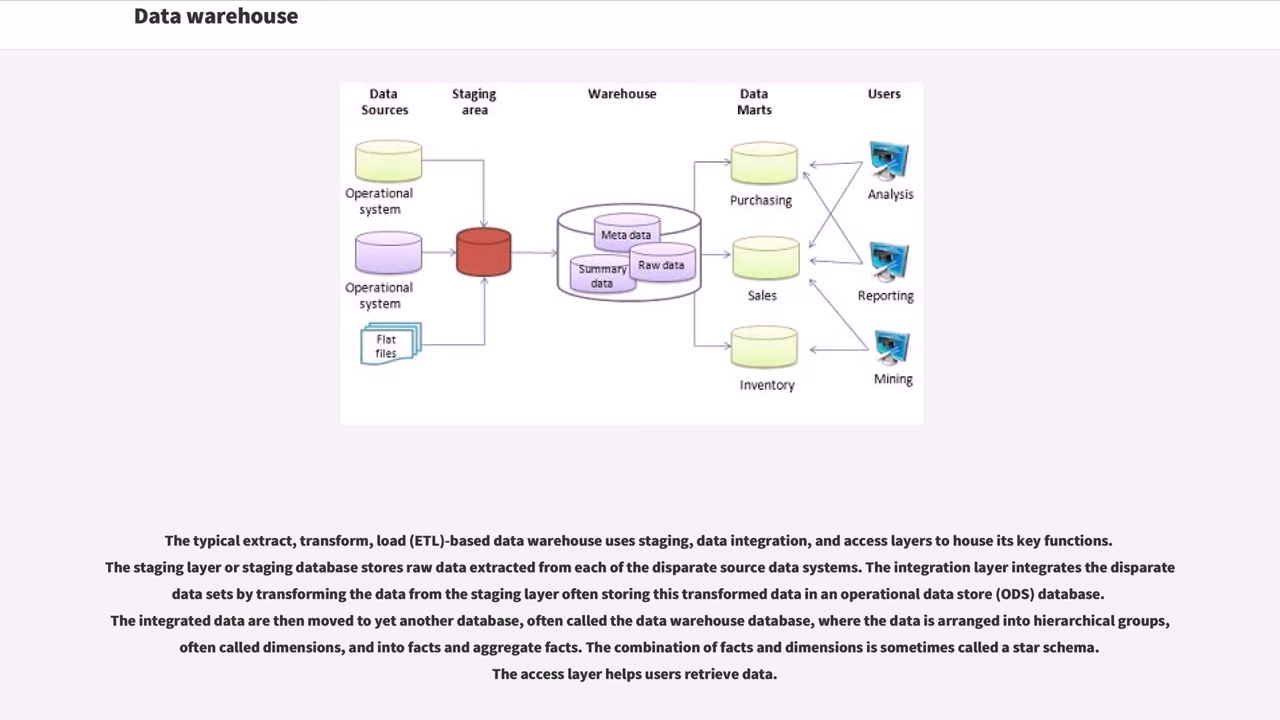 Data warehouse
Data Sources
Staging area
Warehouse
Data Marts
Users
Operational system
Operational system
Flat files
Meta data
Summary data
Raw data
Purchasing
Sales
Inventory
Analysis
Reporting
Mining
The typical extract, transform, load (ETL)-based data warehouse uses staging, data integration, and access layers to house its key functions.
The staging layer or staging database stores raw data extracted from each of the disparate source data systems. The integration layer integrates the disparate
data sets by transforming the data from the staging layer often storing this transformed data in an operational data store (ODS) database.
The integrated data are then moved to yet another database, often called the data warehouse database, where the data is arranged into hierarchical groups,
often called dimensions, and into facts and aggregate facts. The combination of facts and dimensions is sometimes called a star schema.
The access layer helps users retrieve data.